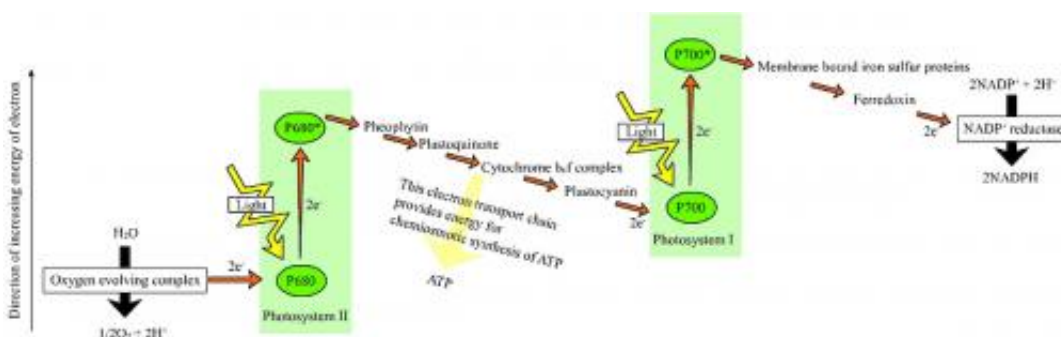 Direction of increasing energy of electron
H₂O
Oxygen evolving complex
1/2O₂ + 2H⁺
2e⁻
Light
P680*
2e⁻
P680
Photosystem II
Pheophytin
Plastoquinone
Cytochrome b₆f complex
Plastocyanin
2e⁻
This electron transport chain
provides energy for
chemiosmotic synthesis of ATP
ATP
Light
P700*
2e⁻
P700
Photosystem I
Membrane bound iron sulfur proteins
Ferredoxin
2e⁻
2NADP⁺ + 2H⁺
NADP⁺ reductase
2NADPH